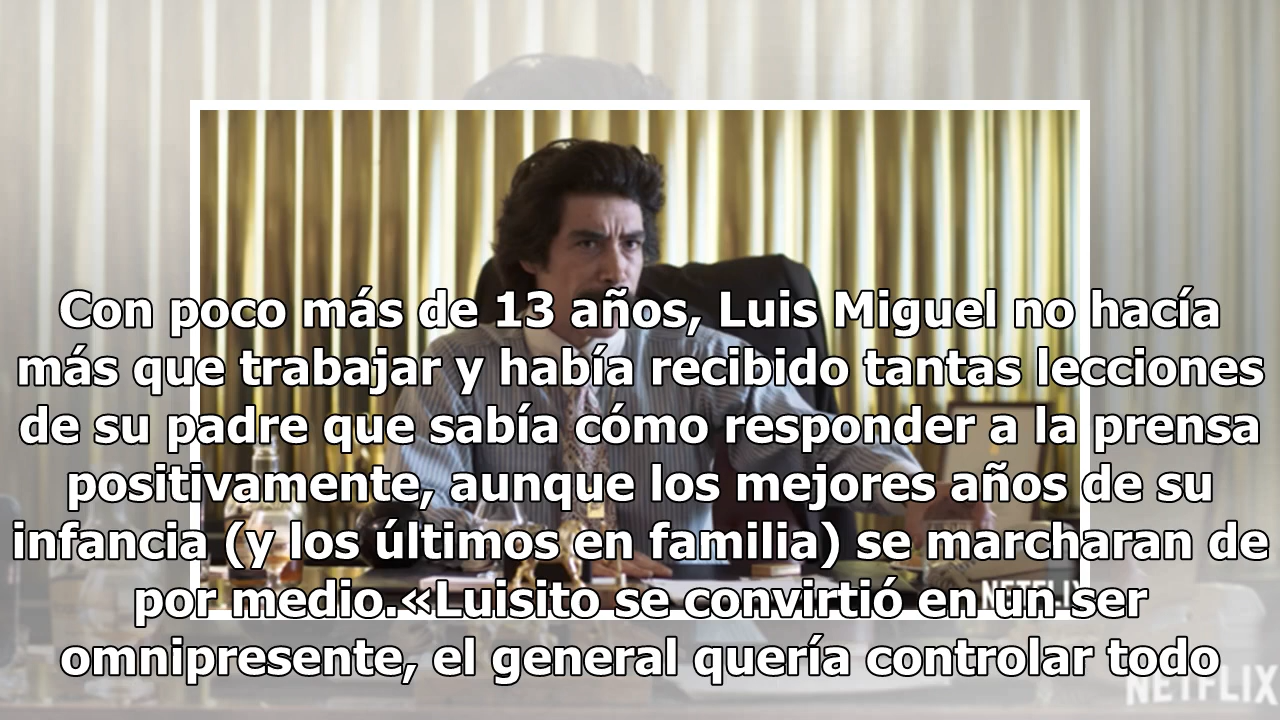 Con poco más de 13 años, Luis Miguel no hacía
más que trabajar y había recibido tantas lecciones
de su padre que sabía cómo responder a la prensa
positivamente, aunque los mejores años de su
infancia (y los últimos en familia) se marcharan de
por medio.«Luisito se convirtió en un ser
omnipresente, el general quería controlar todo
NETFLIX
NETFLIX